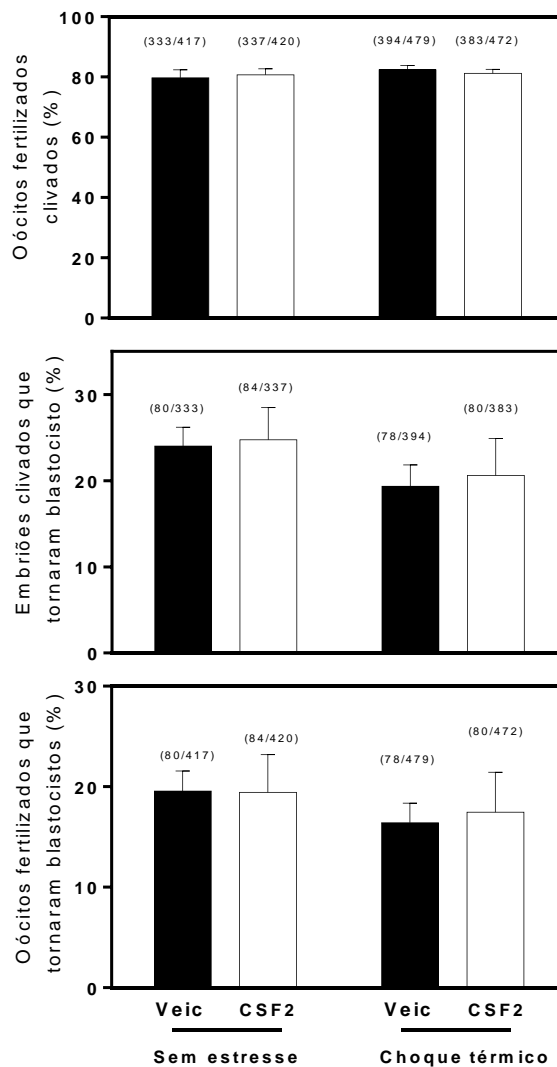 100
80
60
40
20
0
Oócitos fertilizados
clivados (%)
(333/417) (337/420) (394/479) (383/472)
30
20
10
0
Embriões clivados que
tornaram blastocisto (%)
(80/333) (84/337) (78/394) (80/383)
30
20
10
0
Oócitos fertilizados que
tornaram blastocistos (%)
(80/417) (84/420) (78/479) (80/472)
Veic CSF2 Veic CSF2
Sem estresse Choque térmico